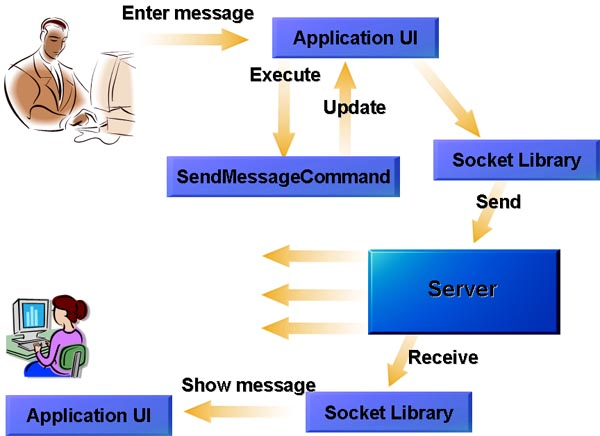 Enter message
Application UI
Execute
Update
SendMessageCommand
Socket Library
Send
Server
Receive
Show message
Application UI
Socket Library